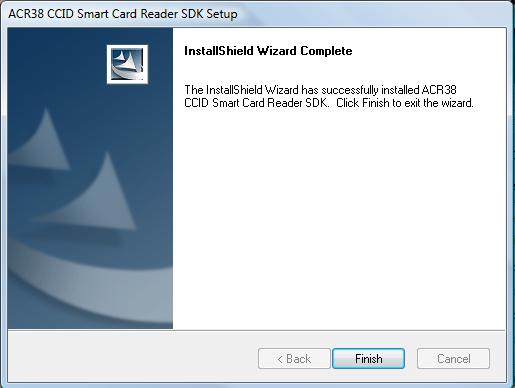 ACR38 CCID Smart Card Reader SDK Setup
InstallShield Wizard Complete
The InstallShield Wizard has successfully installed ACR38
CCID Smart Card Reader SDK.  Click Finish to exit the wizard.
< Back
Finish
Cancel